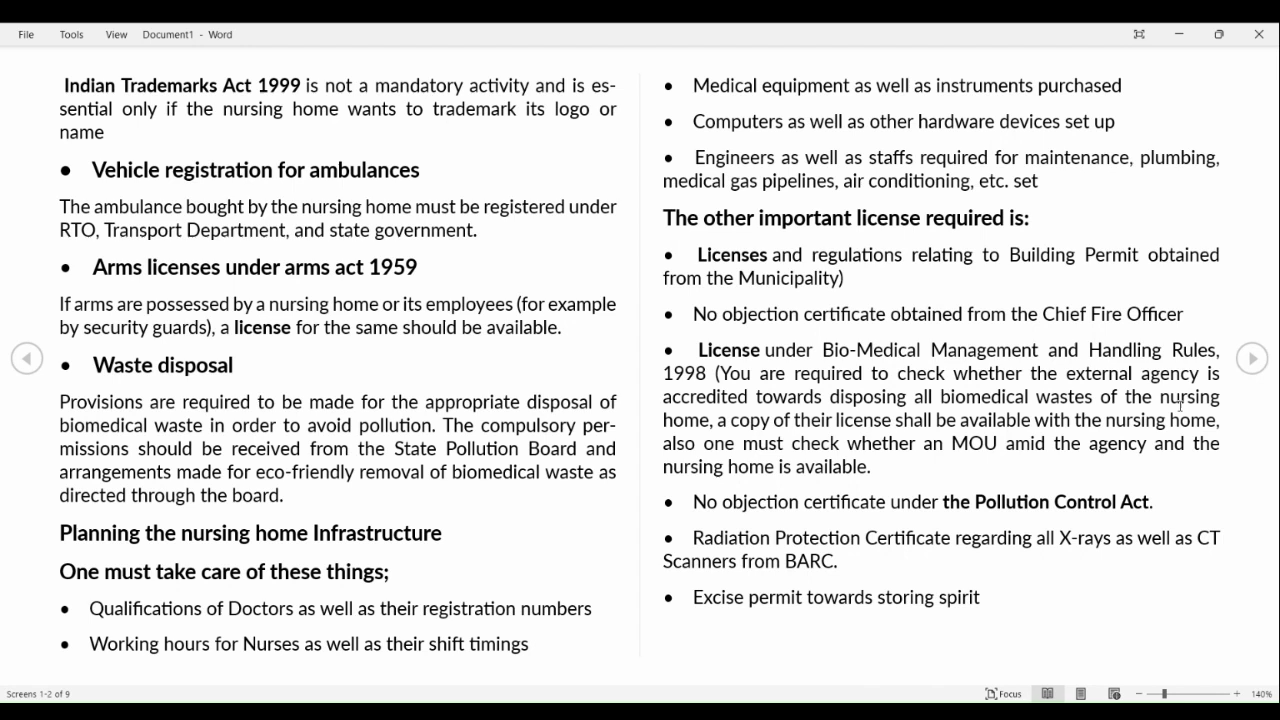 File Tools View Document1 - Word
Indian Trademarks Act 1999 is not a mandatory activity and is es-
sential only if the nursing home wants to trademark its logo or
name
• Vehicle registration for ambulances
The ambulance bought by the nursing home must be registered under
RTO, Transport Department, and state government.
• Arms licenses under arms act 1959
If arms are possessed by a nursing home or its employees (for example
by security guards), a license for the same should be available.
• Waste disposal
Provisions are required to be made for the appropriate disposal of
biomedical waste in order to avoid pollution. The compulsory per-
missions should be received from the State Pollution Board and
arrangements made for eco-friendly removal of biomedical waste as
directed through the board.
Planning the nursing home Infrastructure
One must take care of these things;
• Qualifications of Doctors as well as their registration numbers
• Working hours for Nurses as well as their shift timings
• Medical equipment as well as instruments purchased
• Computers as well as other hardware devices set up
• Engineers as well as staffs required for maintenance, plumbing,
medical gas pipelines, air conditioning, etc. set
The other important license required is:
• Licenses and regulations relating to Building Permit obtained
from the Municipality)
• No objection certificate obtained from the Chief Fire Officer
• License under Bio-Medical Management and Handling Rules,
1998 (You are required to check whether the external agency is
accredited towards disposing all biomedical wastes of the nursing
home, a copy of their license shall be available with the nursing home,
also one must check whether an MOU amid the agency and the
nursing home is available.
• No objection certificate under the Pollution Control Act.
• Radiation Protection Certificate regarding all X-rays as well as CT
Scanners from BARC.
• Excise permit towards storing spirit
Screens 1-2 of 9
Focus
140%